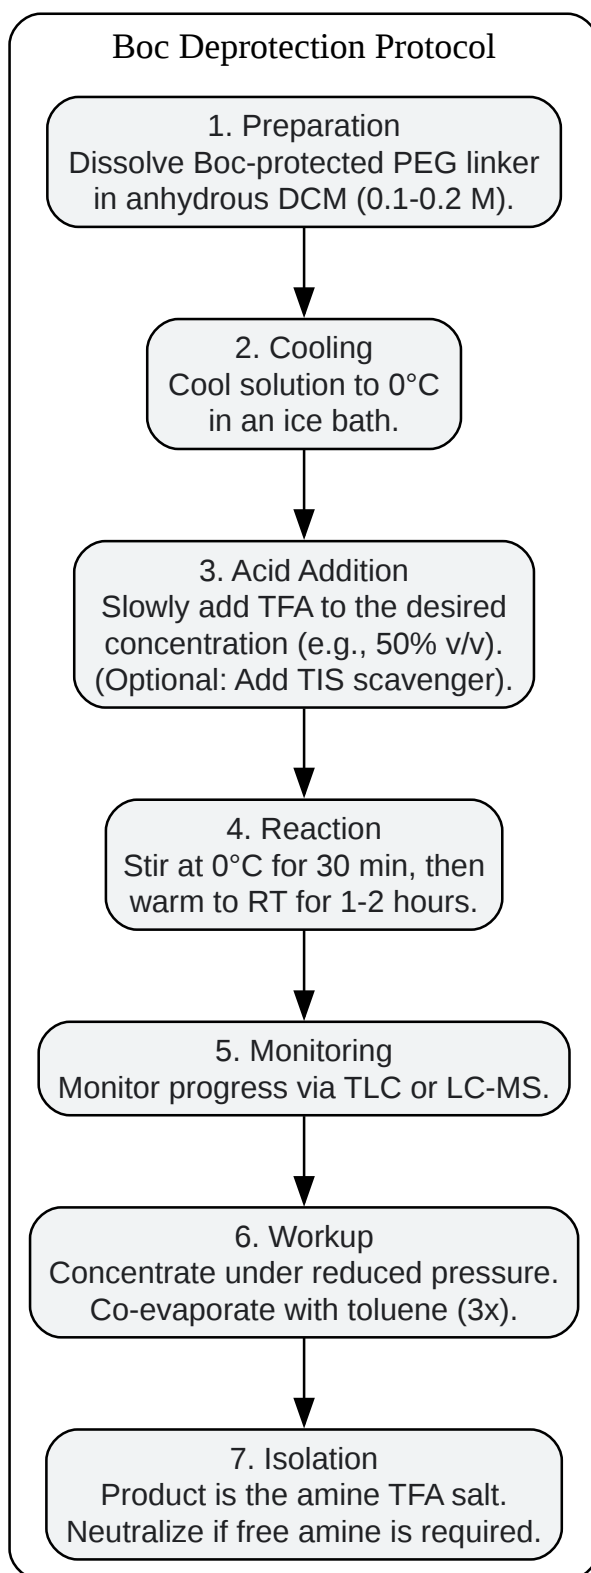 Boc Deprotection Protocol
1. Preparation
Dissolve Boc-protected PEG linker
in anhydrous DCM (0.1-0.2 M).
2. Cooling
Cool solution to 0°C
in an ice bath.
3. Acid Addition
Slowly add TFA to the desired
concentration (e.g., 50% v/v).
(Optional: Add TIS scavenger).
4. Reaction
Stir at 0°C for 30 min, then
warm to RT for 1-2 hours.
5. Monitoring
Monitor progress via TLC or LC-MS.
6. Workup
Concentrate under reduced pressure.
Co-evaporate with toluene (3x).
7. Isolation
Product is the amine TFA salt.
Neutralize if free amine is required.